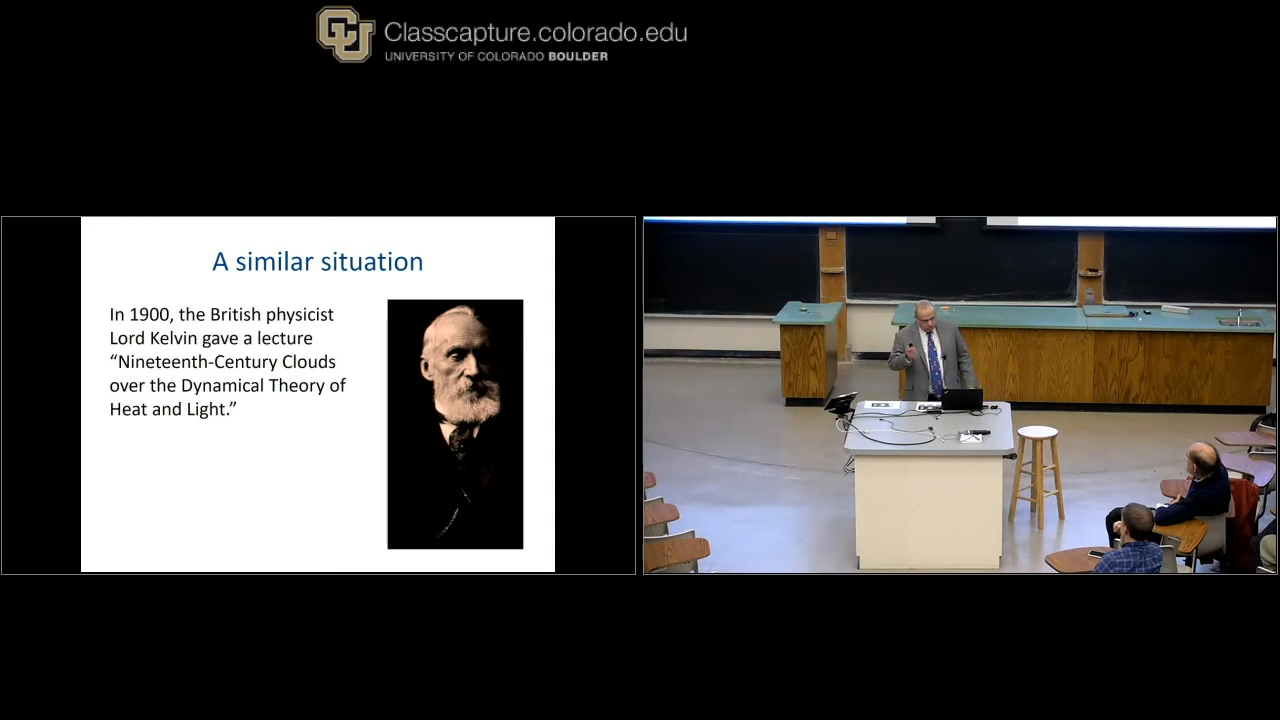 Classcapture.colorado.edu
UNIVERSITY OF COLORADO BOULDER
A similar situation
In 1900, the British physicist
Lord Kelvin gave a lecture
“Nineteenth-Century Clouds
over the Dynamical Theory of
Heat and Light.”